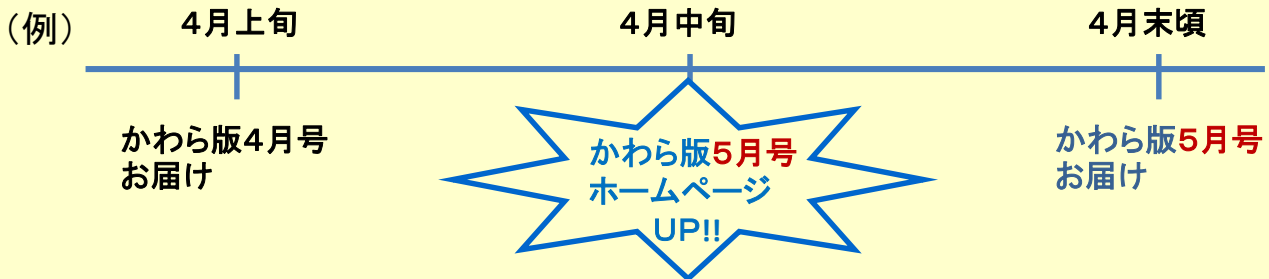 （例）
４月上旬
４月中旬
４月末頃
かわら版４月号
お届け
かわら版５月号
ホームページ
ＵＰ!!
かわら版５月号
お届け